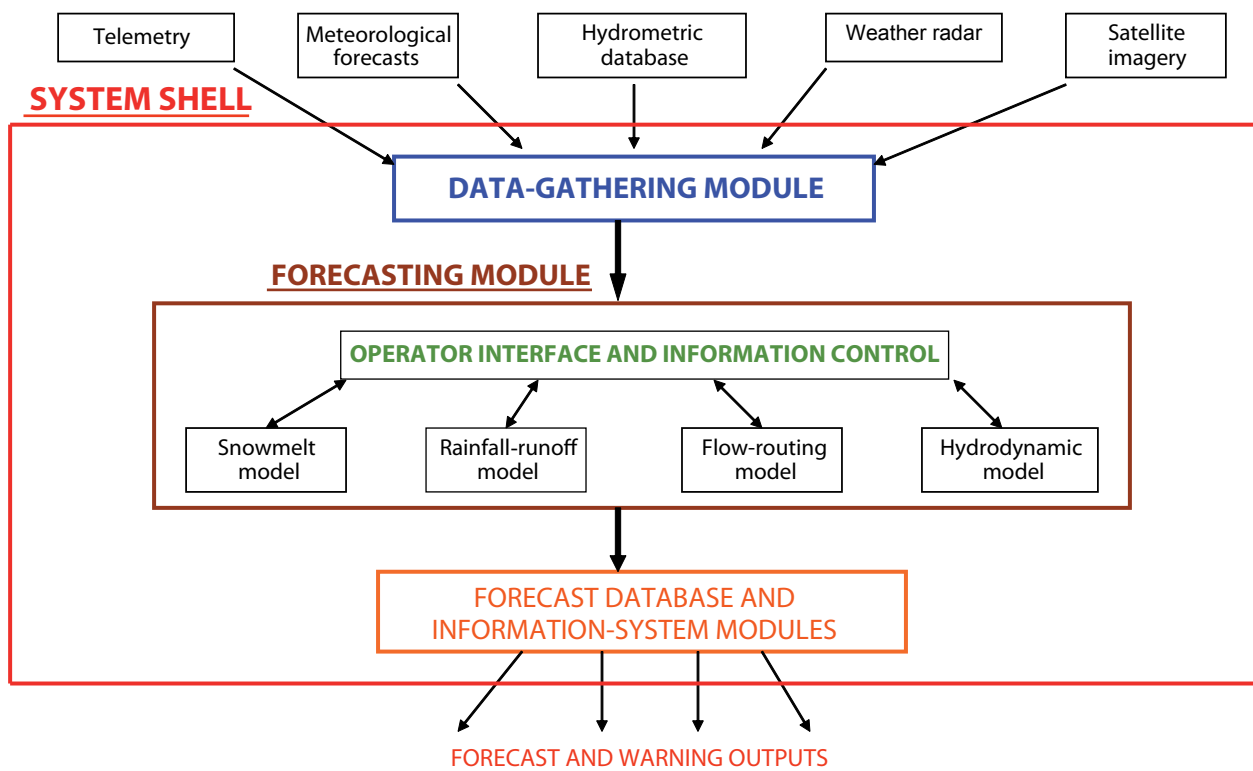 Telemetry
Meteorological
forecasts
Hydrometric
database
Weather radar
Satellite
imagery
SYSTEM SHELL
DATA-GATHERING MODULE
FORECASTING MODULE
OPERATOR INTERFACE AND INFORMATION CONTROL
Snowmelt
model
Rainfall-runoff
model
Flow-routing
model
Hydrodynamic
model
FORECAST DATABASE AND
INFORMATION-SYSTEM MODULES
FORECAST AND WARNING OUTPUTS